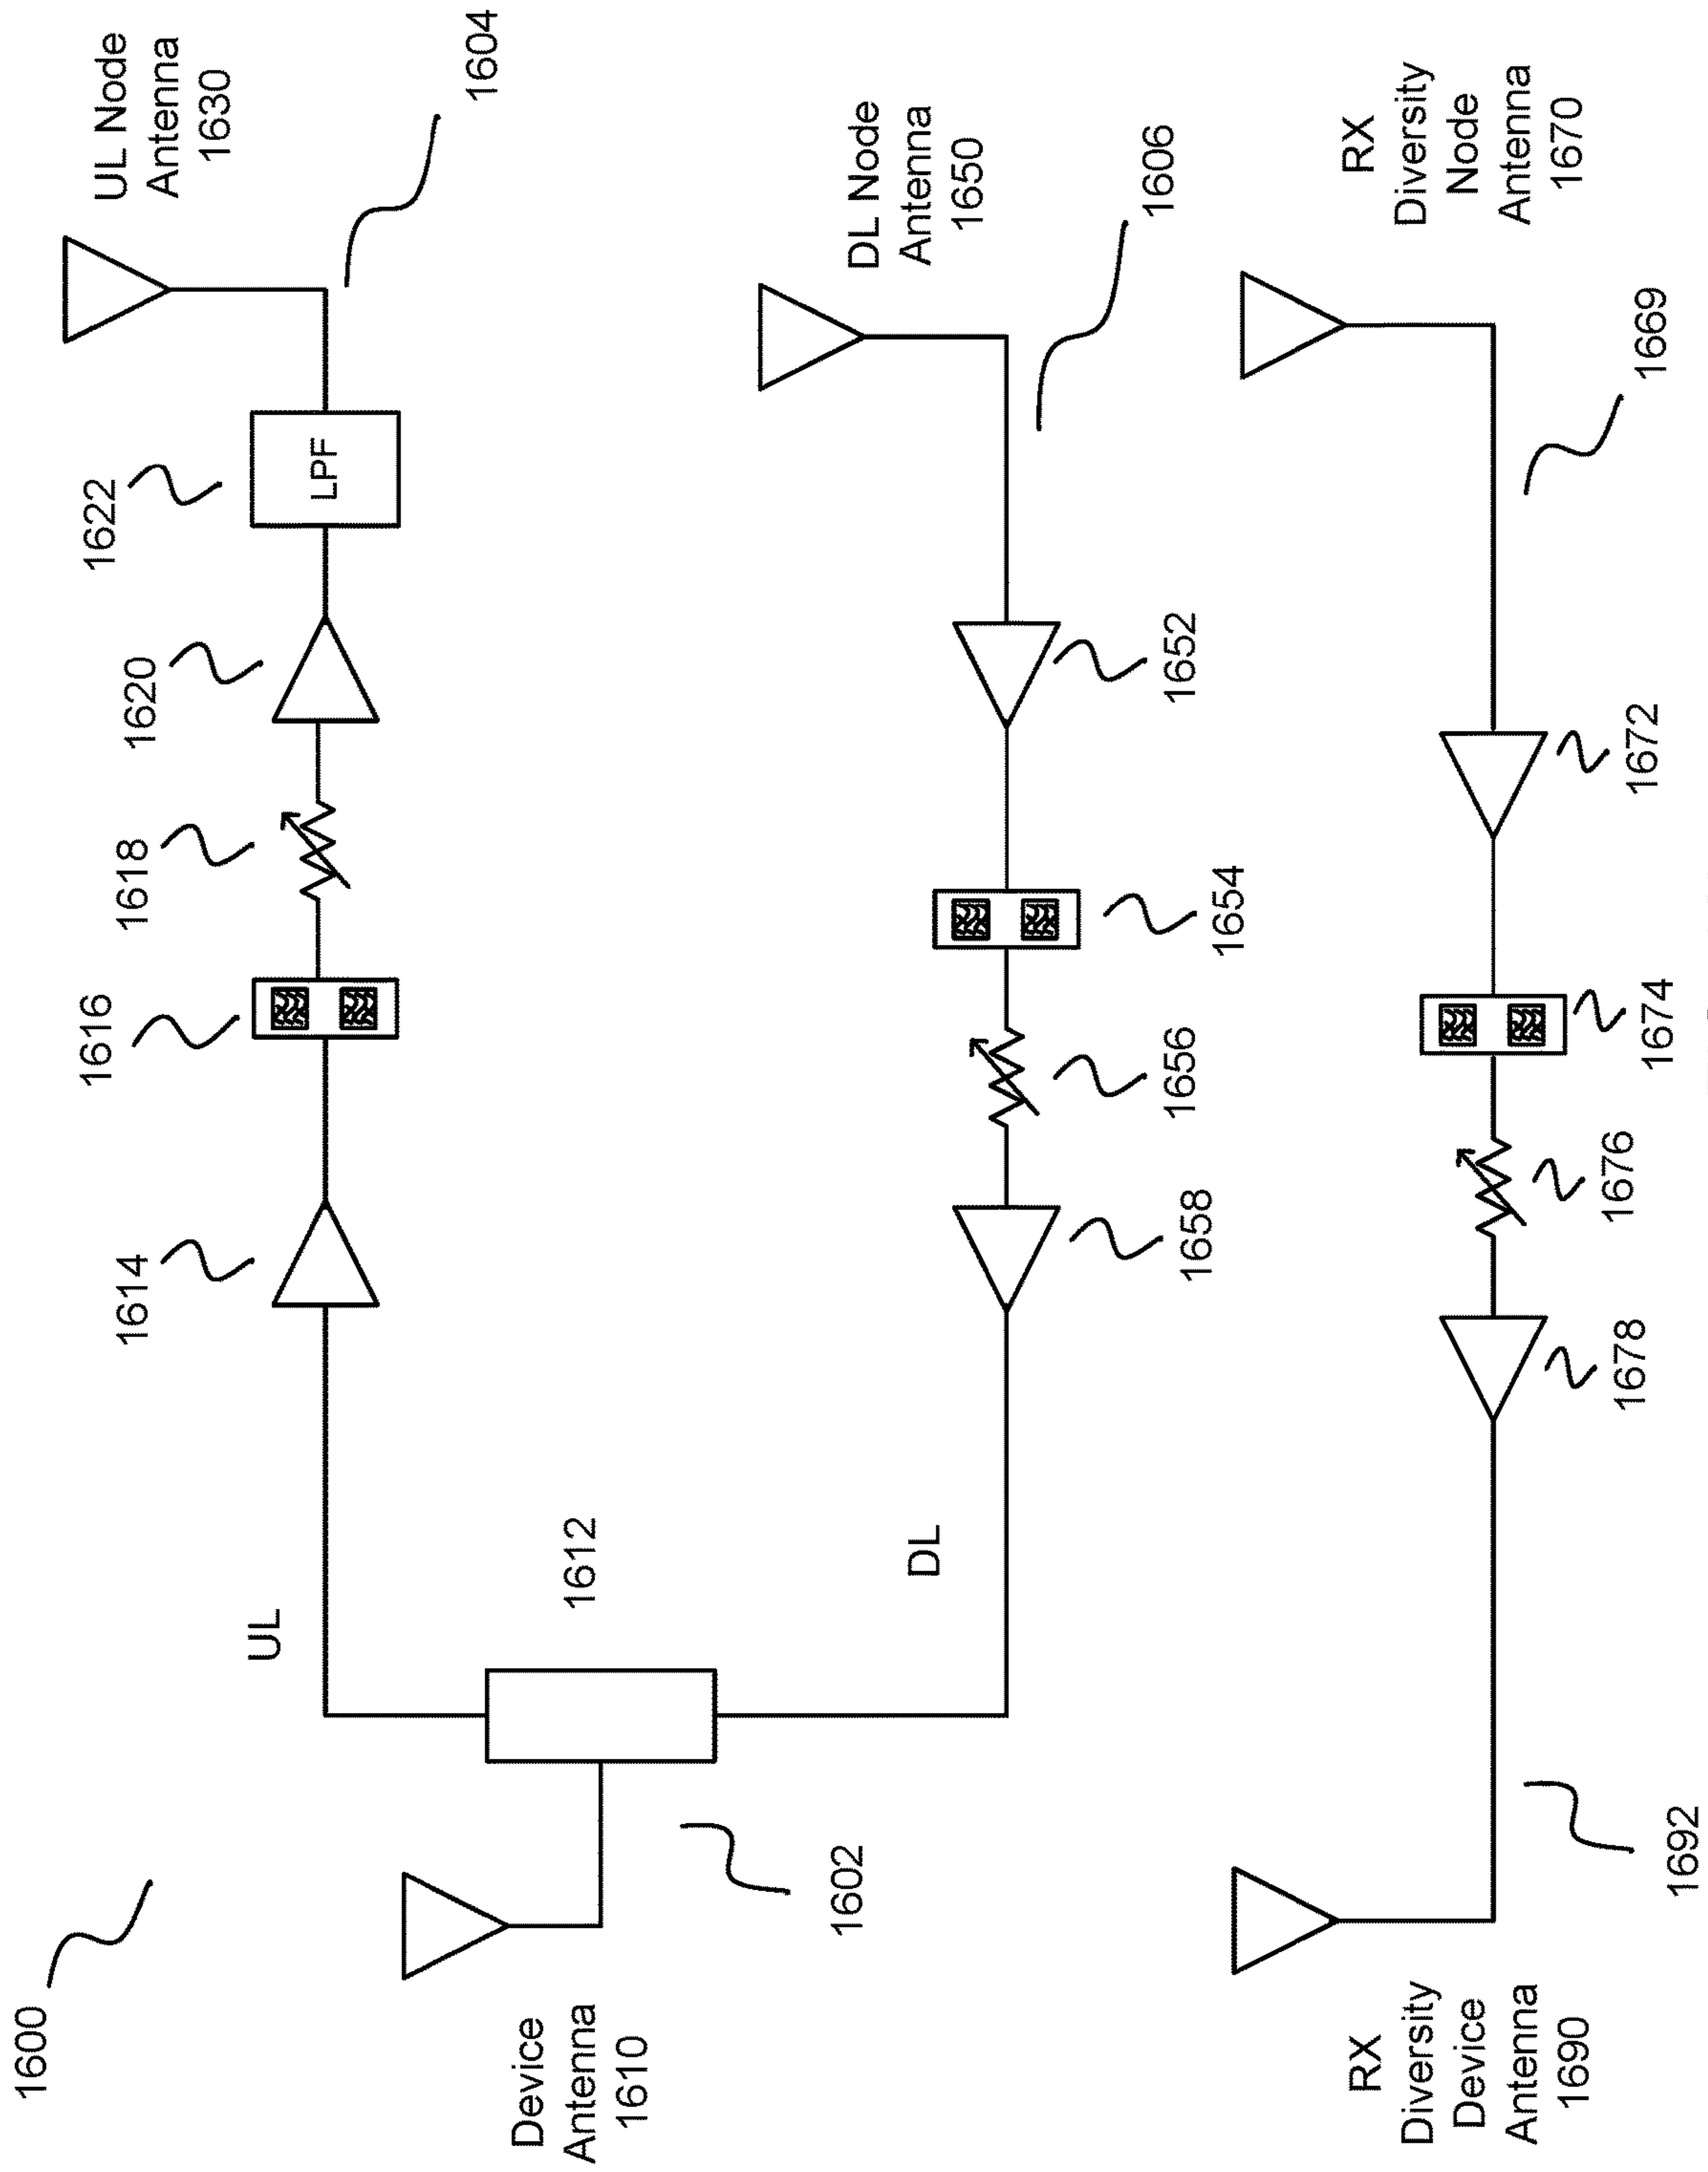 1600
UL Node
Antenna
1630
1604
1622
LPF
1620
1618
1616
1614
UL
1612
Device
Antenna
1610
1602
DL Node
Antenna
1650
1606
1652
1654
1656
1658
DL
RX
Diversity
Node
Antenna
1670
1669
1672
1674
1676
1678
1692
RX
Diversity
Device
Antenna
1690